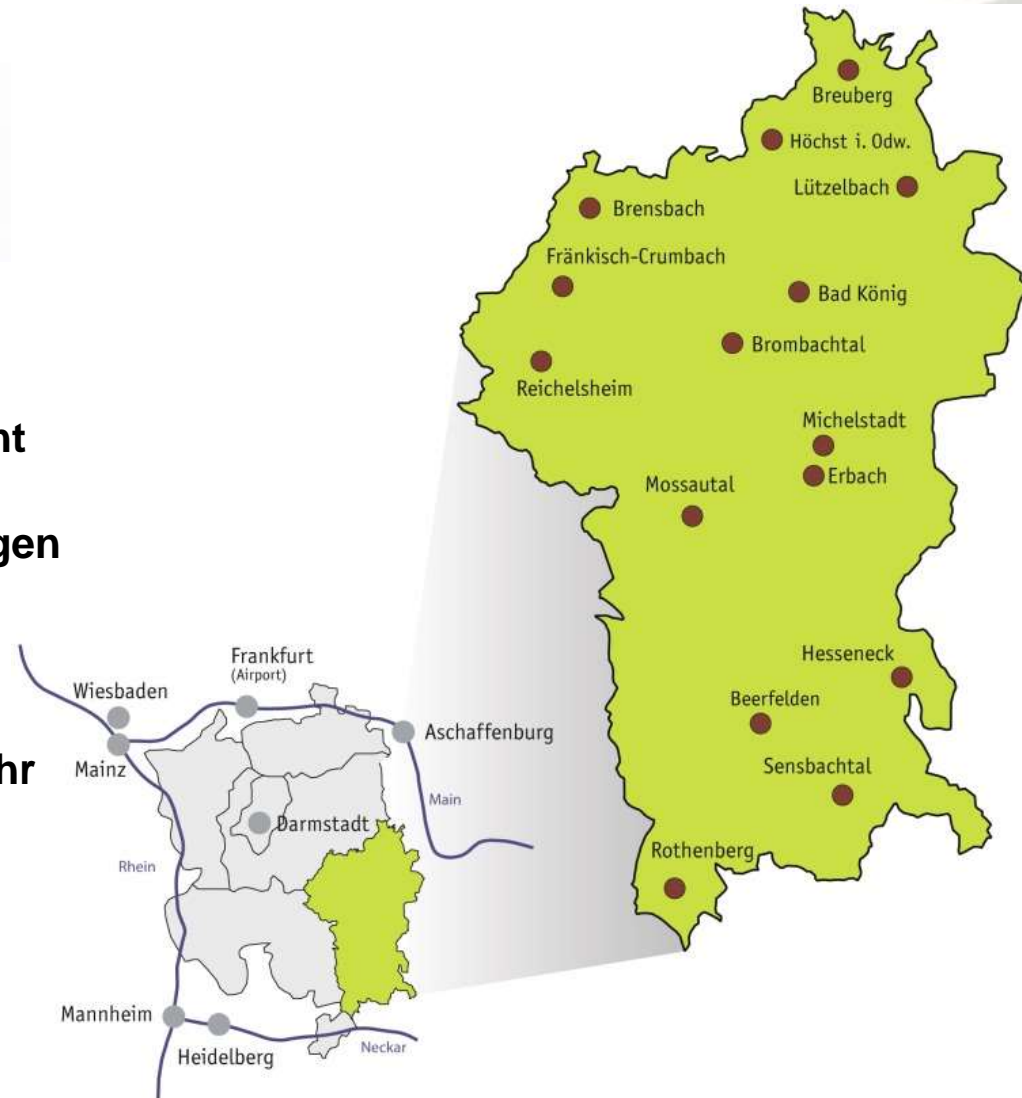 Breuberg
Höchst i. Odw.
Lützelbach
Brensbach
Fränkisch-Crumbach
Bad König
Brombachtal
Reichelsheim
Michelstadt
Erbach
Mossautal
Hesseneck
Beerfelden
Sensbachtal
Rothenberg
nt
gen
hr
Frankfurt
(Airport)
Wiesbaden
Mainz
Aschaffenburg
Main
Darmstadt
Rhein
Mannheim
Heidelberg
Neckar